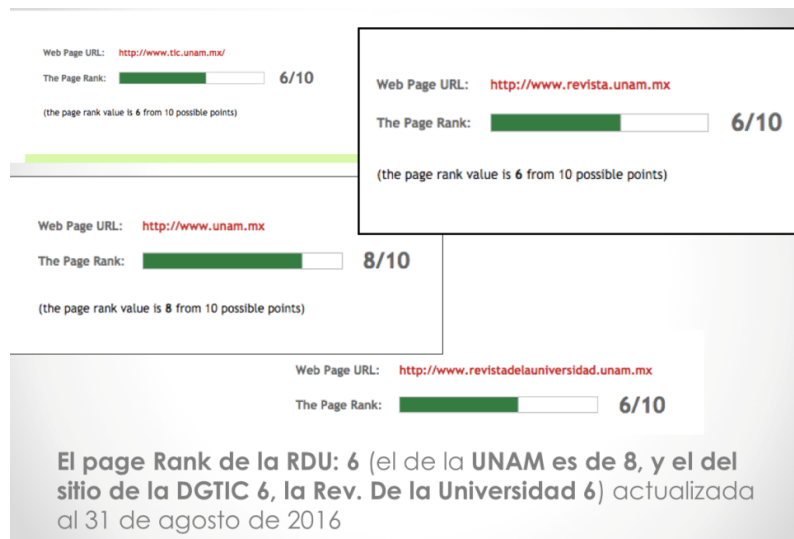 Web Page URL: http://www.tic.unam.mx/
The Page Rank: 6/10
(the page rank value is 6 from 10 possible points)
Web Page URL: http://www.revista.unam.mx
The Page Rank: 6/10
(the page rank value is 6 from 10 possible points)
Web Page URL: http://www.unam.mx
The Page Rank: 8/10
(the page rank value is 8 from 10 possible points)
Web Page URL: http://www.revistadelauniversidad.unam.mx
The Page Rank: 6/10
El page Rank de la RDU: 6 (el de la UNAM es de 8, y el del
sitio de la DGTIC 6, la Rev. De la Universidad 6) actualizada
al 31 de agosto de 2016